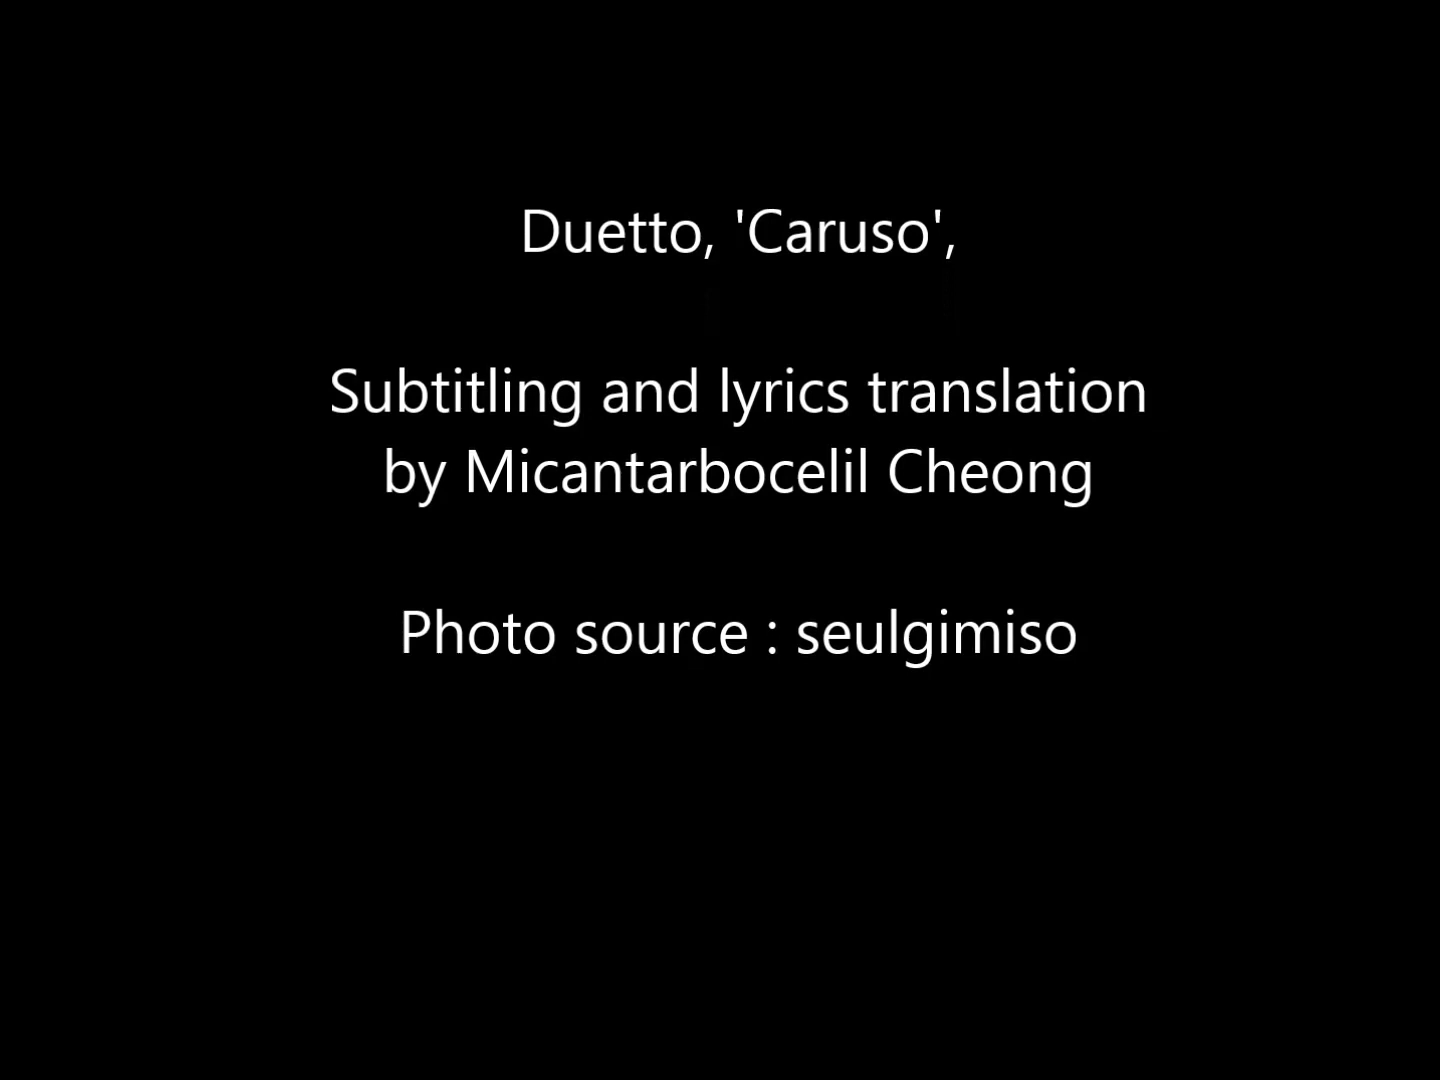 Duetto, 'Caruso',
Subtitling and lyrics translation
by Micantarbocelil Cheong
Photo source : seulgimiso